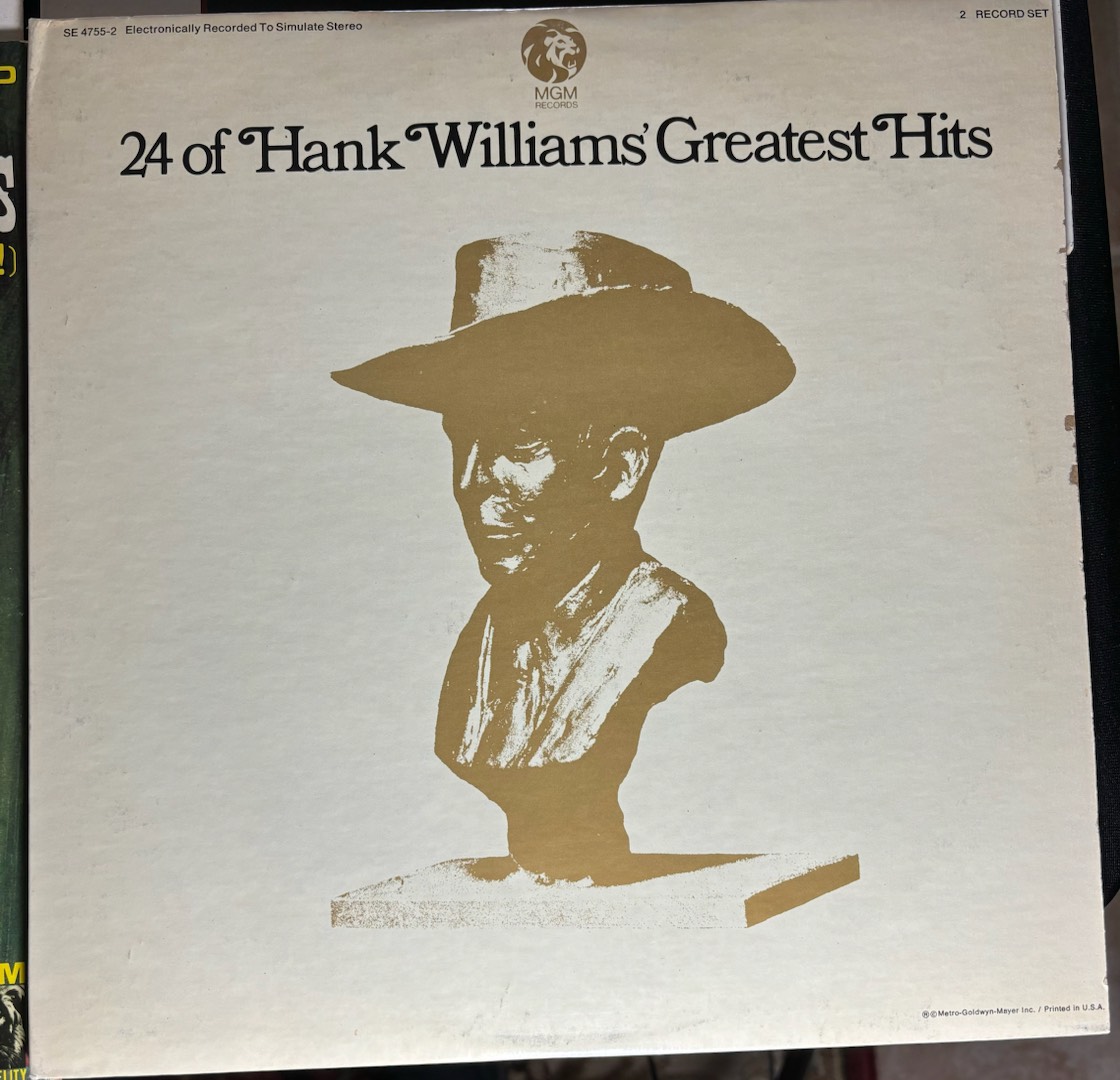 SE 4755-2 Electronically Recorded To Simulate Stereo
2 RECORD SET
MGM
RECORDS
24 of Hank Williams' Greatest Hits
S
!)
M
ELITY
℗©Metro-Goldwyn-Mayer Inc. / Printed in U.S.A.